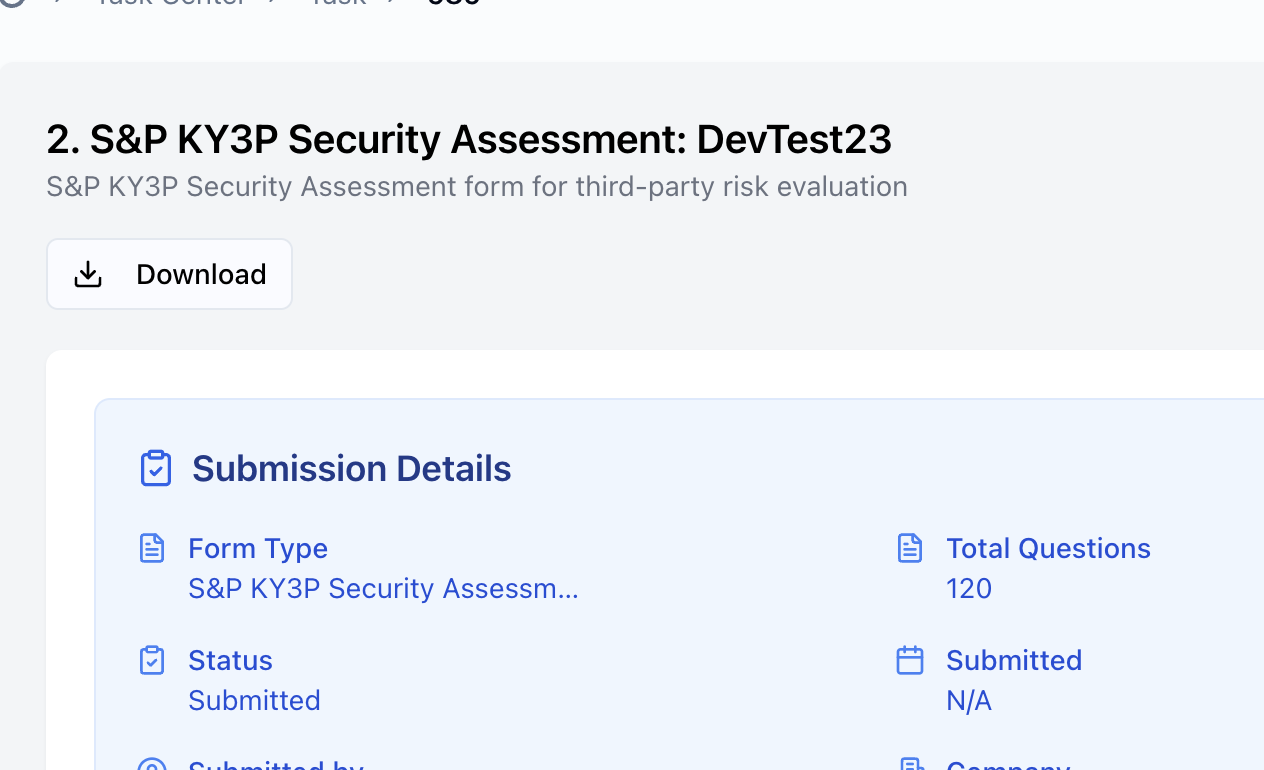 Task Center > Task >
2. S&P KY3P Security Assessment: DevTest23
S&P KY3P Security Assessment form for third-party risk evaluation
Download
Submission Details
Form Type
S&P KY3P Security Assessm...
Total Questions
120
Status
Submitted
Submitted
N/A
Submitted by
Company